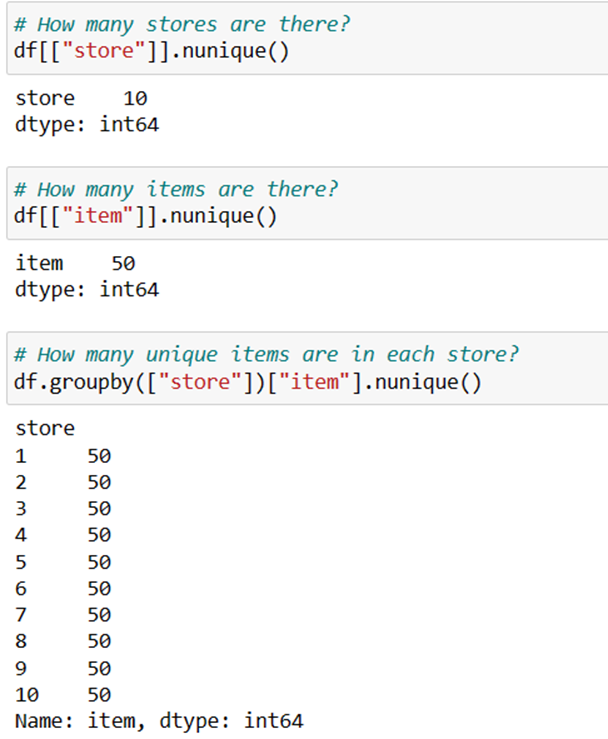 # How many stores are there?
df[["store"]].nunique()
store    10
dtype: int64
# How many items are there?
df[["item"]].nunique()
item    50
dtype: int64
# How many unique items are in each store?
df.groupby(["store"])["item"].nunique()
store
1     50
2     50
3     50
4     50
5     50
6     50
7     50
8     50
9     50
10    50
Name: item, dtype: int64